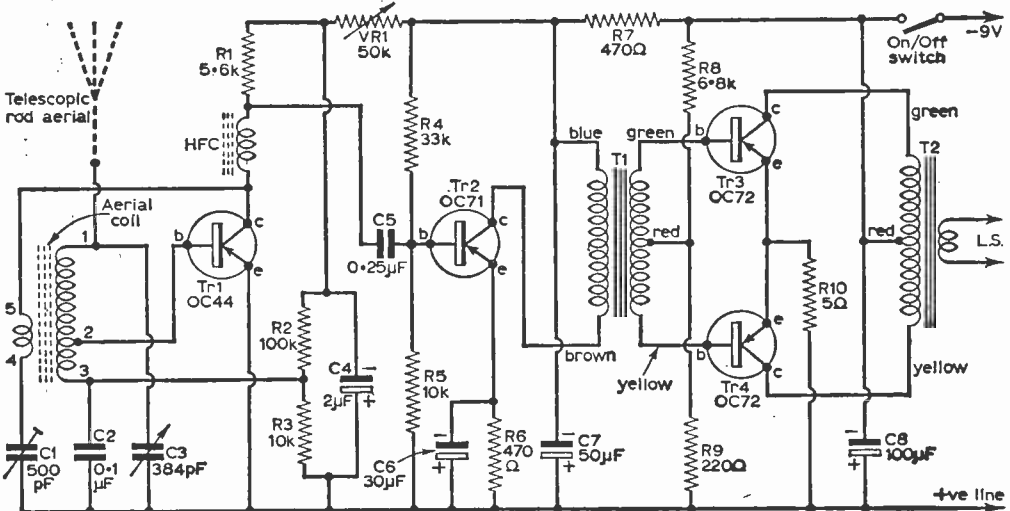 Telescopic
rod aerial
R1
5·6k
HFC
Aerial
coil
1
2
3
5
4
b
c
e
Tr1
OC44
C1
500
pF
C2
0·1
µF
C3
384pF
VR1
50k
R2
100k
R3
10k
C4
2µF
-
+
C5
0·25µF
R4
33k
R5
10k
b
c
e
Tr2
OC71
C6
30µF
-
+
R6
470
Ω
R7
470Ω
blue
brown
T1
green
red
yellow
C7
50µF
-
+
R8
6·8k
R9
220Ω
b
c
e
Tr3
OC72
b
e
c
Tr4
OC72
R10
5Ω
green
T2
red
yellow
L.S.
C8
100µF
-
+
On/Off
switch
-9V
+ve line